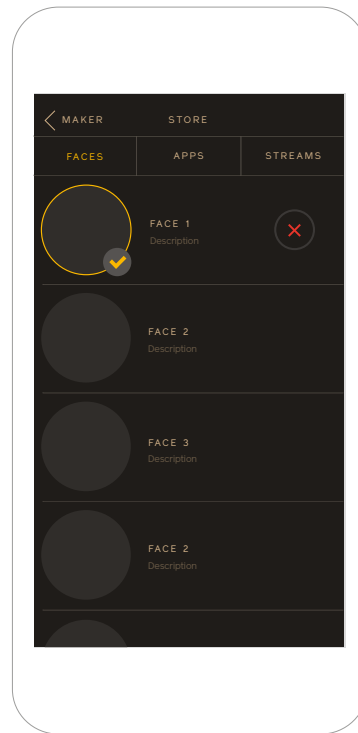 MAKER STORE
FACES APPS STREAMS
FACE 1
Description
FACE 2
Description
FACE 3
Description
FACE 2
Description